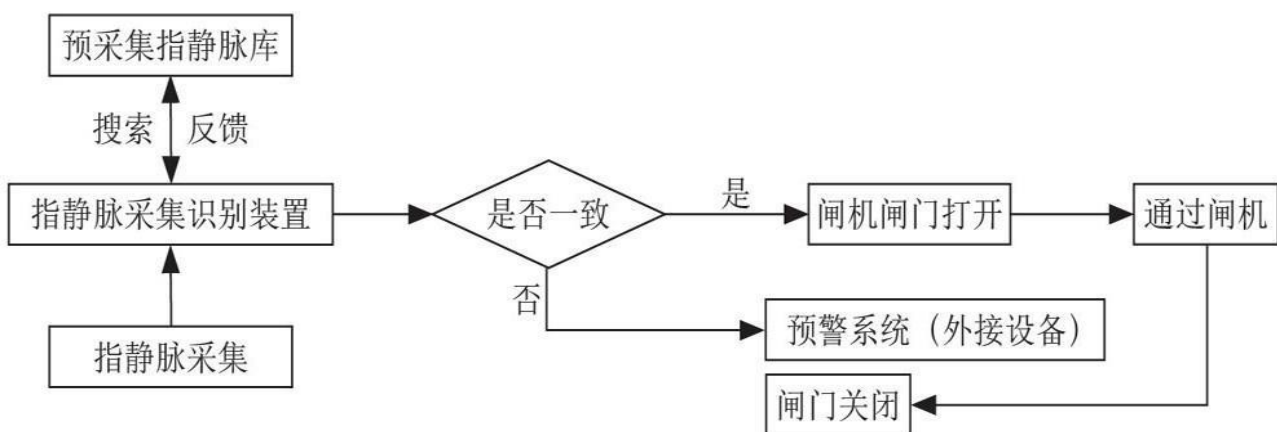 预采集指静脉库
搜索 反馈
指静脉采集识别装置
是否一致
是
闸机闸门打开
通过闸机
否
预警系统（外接设备）
指静脉采集
闸门关闭